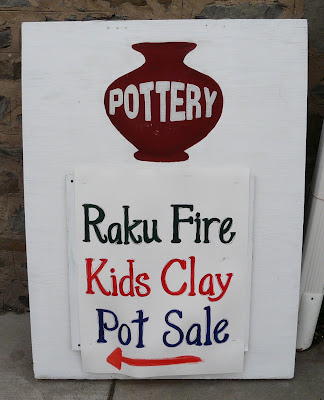 POTTERY
Raku Fire
Kids Clay
Pot Sale